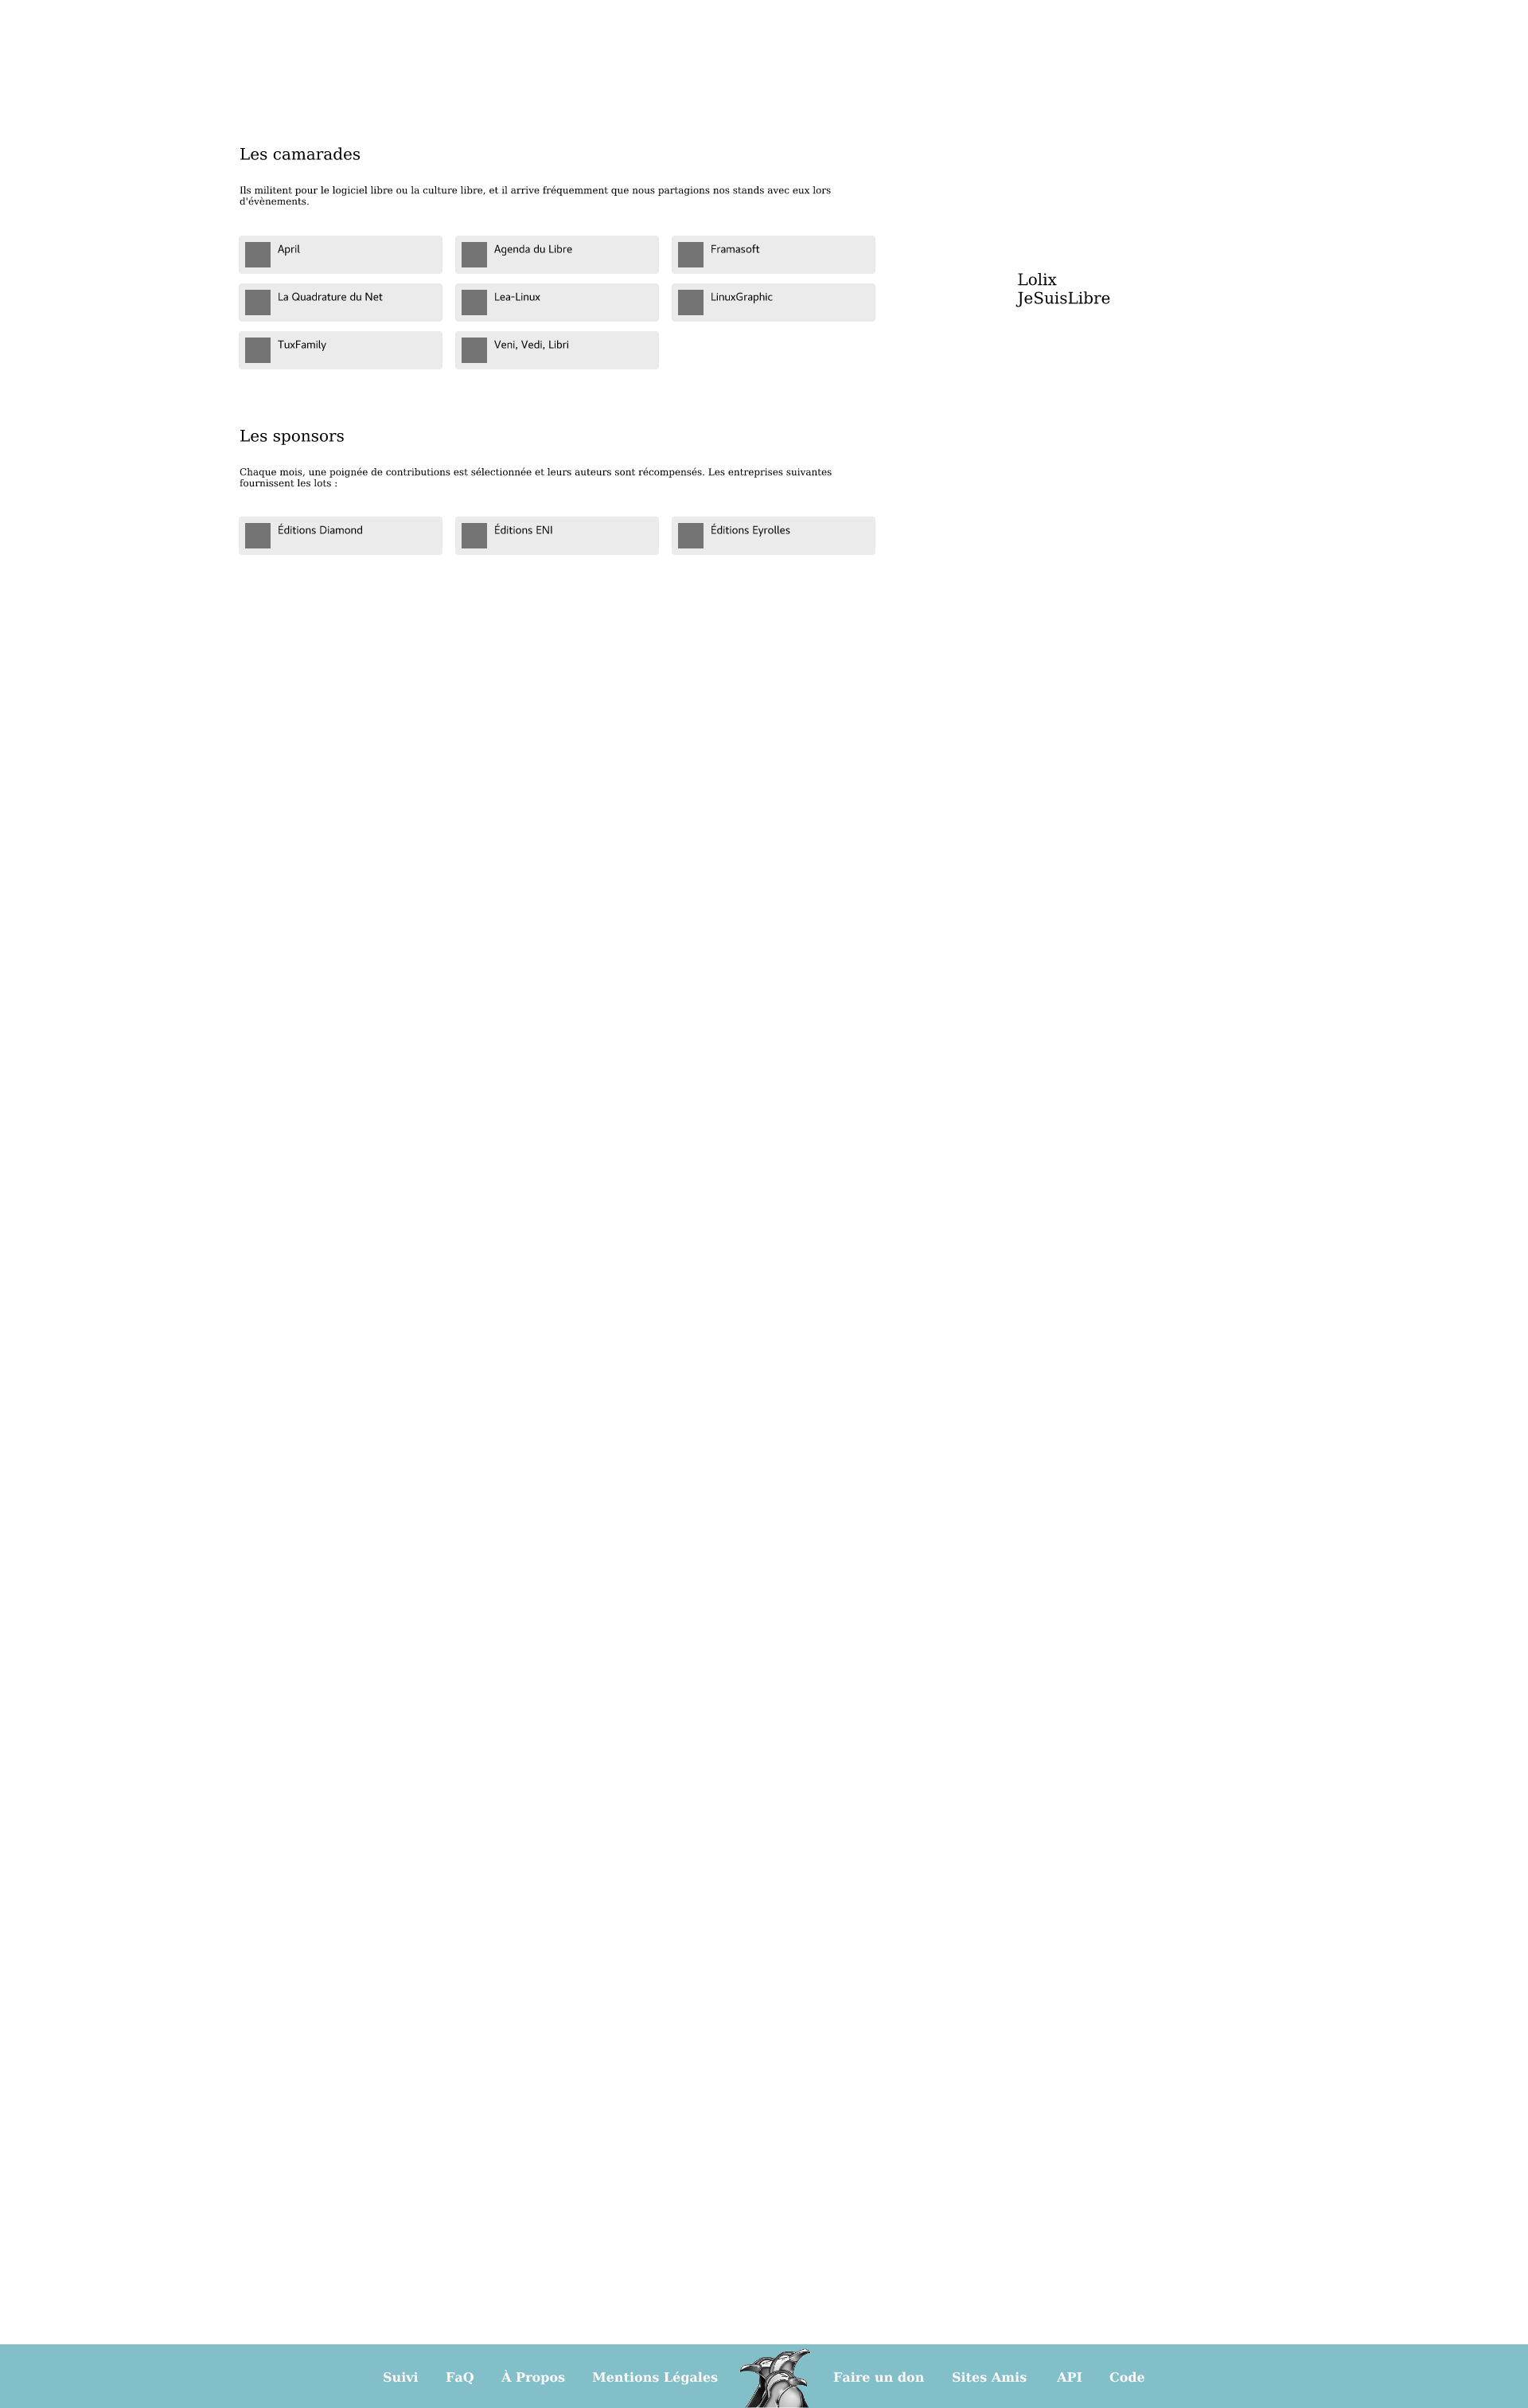 Les camarades
Ils militent pour le logiciel libre ou la culture libre, et il arrive fréquemment que nous partagions nos stands avec eux lors
d'évènements.
April
Agenda du Libre
Framasoft
La Quadrature du Net
Lea-Linux
LinuxGraphic
TuxFamily
Veni, Vedi, Libri
Lolix
JeSuisLibre
Les sponsors
Chaque mois, une poignée de contributions est sélectionnée et leurs auteurs sont récompensés. Les entreprises suivantes
fournissent les lots :
Éditions Diamond
Éditions ENI
Éditions Eyrolles
Suivi
FaQ
À Propos
Mentions Légales
Faire un don
Sites Amis
API
Code